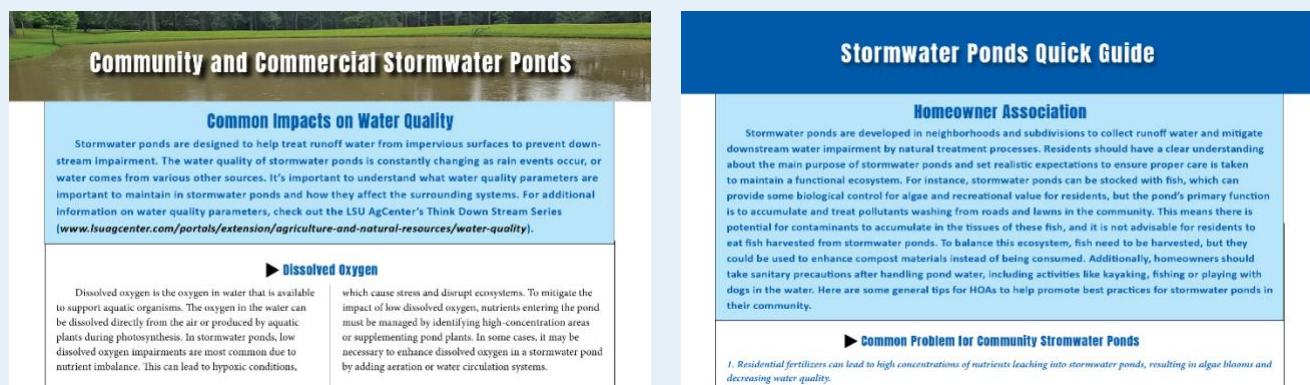 Community and Commercial Stormwater Ponds
Common Impacts on Water Quality
Stormwater ponds are designed to help treat runoff water from impervious surfaces to prevent down-
stream impairment. The water quality of stormwater ponds is constantly changing as rain events occur, or
water comes from various other sources. It's important to understand what water quality parameters are
important to maintain in stormwater ponds and how they affect the surrounding systems. For additional
information on water quality parameters, check out the LSU AgCenter's Think Down Stream Series
(www.lsuagcenter.com/portals/extension/agriculture-and-natural-resources/water-quality).
Dissolved Oxygen
Dissolved oxygen is the oxygen in water that is available
to support aquatic organisms. The oxygen in the water can
be dissolved directly from the air or produced by aquatic
plants during photosynthesis. In stormwater ponds, low
dissolved oxygen impairments are most common due to
nutrient imbalance. This can lead to hypoxic conditions,
which cause stress and disrupt ecosystems. To mitigate the
impact of low dissolved oxygen, nutrients entering the pond
must be managed by identifying high-concentration areas
or supplementing pond plants. In some cases, it may be
necessary to enhance dissolved oxygen in a stormwater pond
by adding aeration or water circulation systems.
Stormwater Ponds Quick Guide
Homeowner Association
Stormwater ponds are developed in neighborhoods and subdivisions to collect runoff water and mitigate
downstream water impairment by natural treatment processes. Residents should have a clear understanding
about the main purpose of stormwater ponds and set realistic expectations to ensure proper care is taken
to maintain a functional ecosystem. For instance, stormwater ponds can be stocked with fish, which can
provide some biological control for algae and recreational value for residents, but the pond's primary function
is to accumulate and treat pollutants washing from roads and lawns in the community. This means there is
potential for contaminants to accumulate in the tissues of these fish, and it is not advisable for residents to
eat fish harvested from stormwater ponds. To balance this ecosystem, fish need to be harvested, but they
could be used to enhance compost materials instead of being consumed. Additionally, homeowners should
take sanitary precautions after handling pond water, including activities like kayaking, fishing or playing with
dogs in the water. Here are some general tips for HOAs to help promote best practices for stormwater ponds in
their community.
Common Problem for Community Stromwater Ponds
1. Residential fertilizers can lead to high concentrations of nutrients leaching into stormwater ponds, resulting in algae blooms and
decreasing water quality.